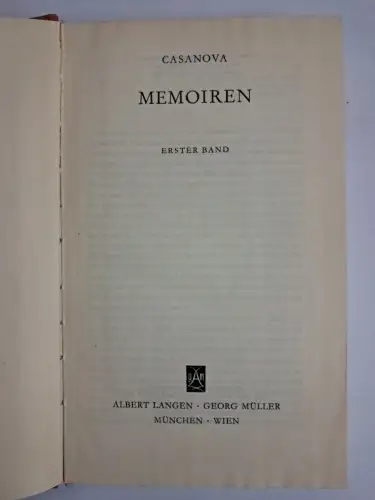 CASANOVA
MEMOIREN
ERSTER BAND
ALBERT LANGEN · GEORG MÜLLER
MÜNCHEN · WIEN